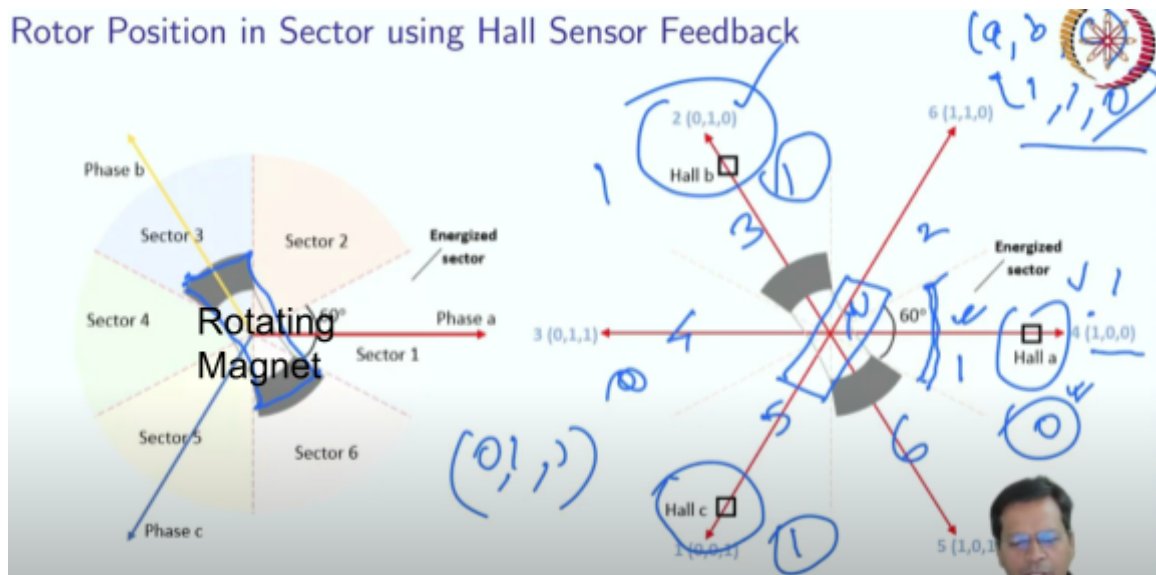 Rotor Position in Sector using Hall Sensor Feedback
(a, b,
(1, 1, 0
Phase b
Sector 3
Sector 2
Energized
sector
60°
Phase a
Sector 4
Rotating
Magnet
Sector 1
Sector 5
Sector 6
Phase c
2 (0,1,0)
6 (1,1,0)
1
Hall b
1
3
2
Energized
sector
1
60°
3 (0,1,1)
4
N
4 (1,0,0)
Hall a
1
0
5
6
(0,1,
Hall c
1 (0,0,1)
1
5 (1,0,1